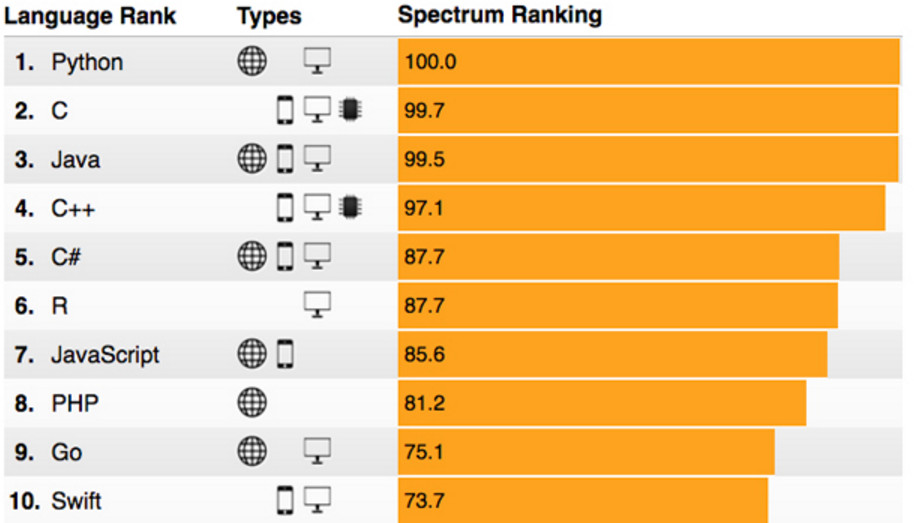 Language Rank Types Spectrum Ranking
1. Python 100.0
2. C 99.7
3. Java 99.5
4. C++ 97.1
5. C# 87.7
6. R 87.7
7. JavaScript 85.6
8. PHP 81.2
9. Go 75.1
10. Swift 73.7